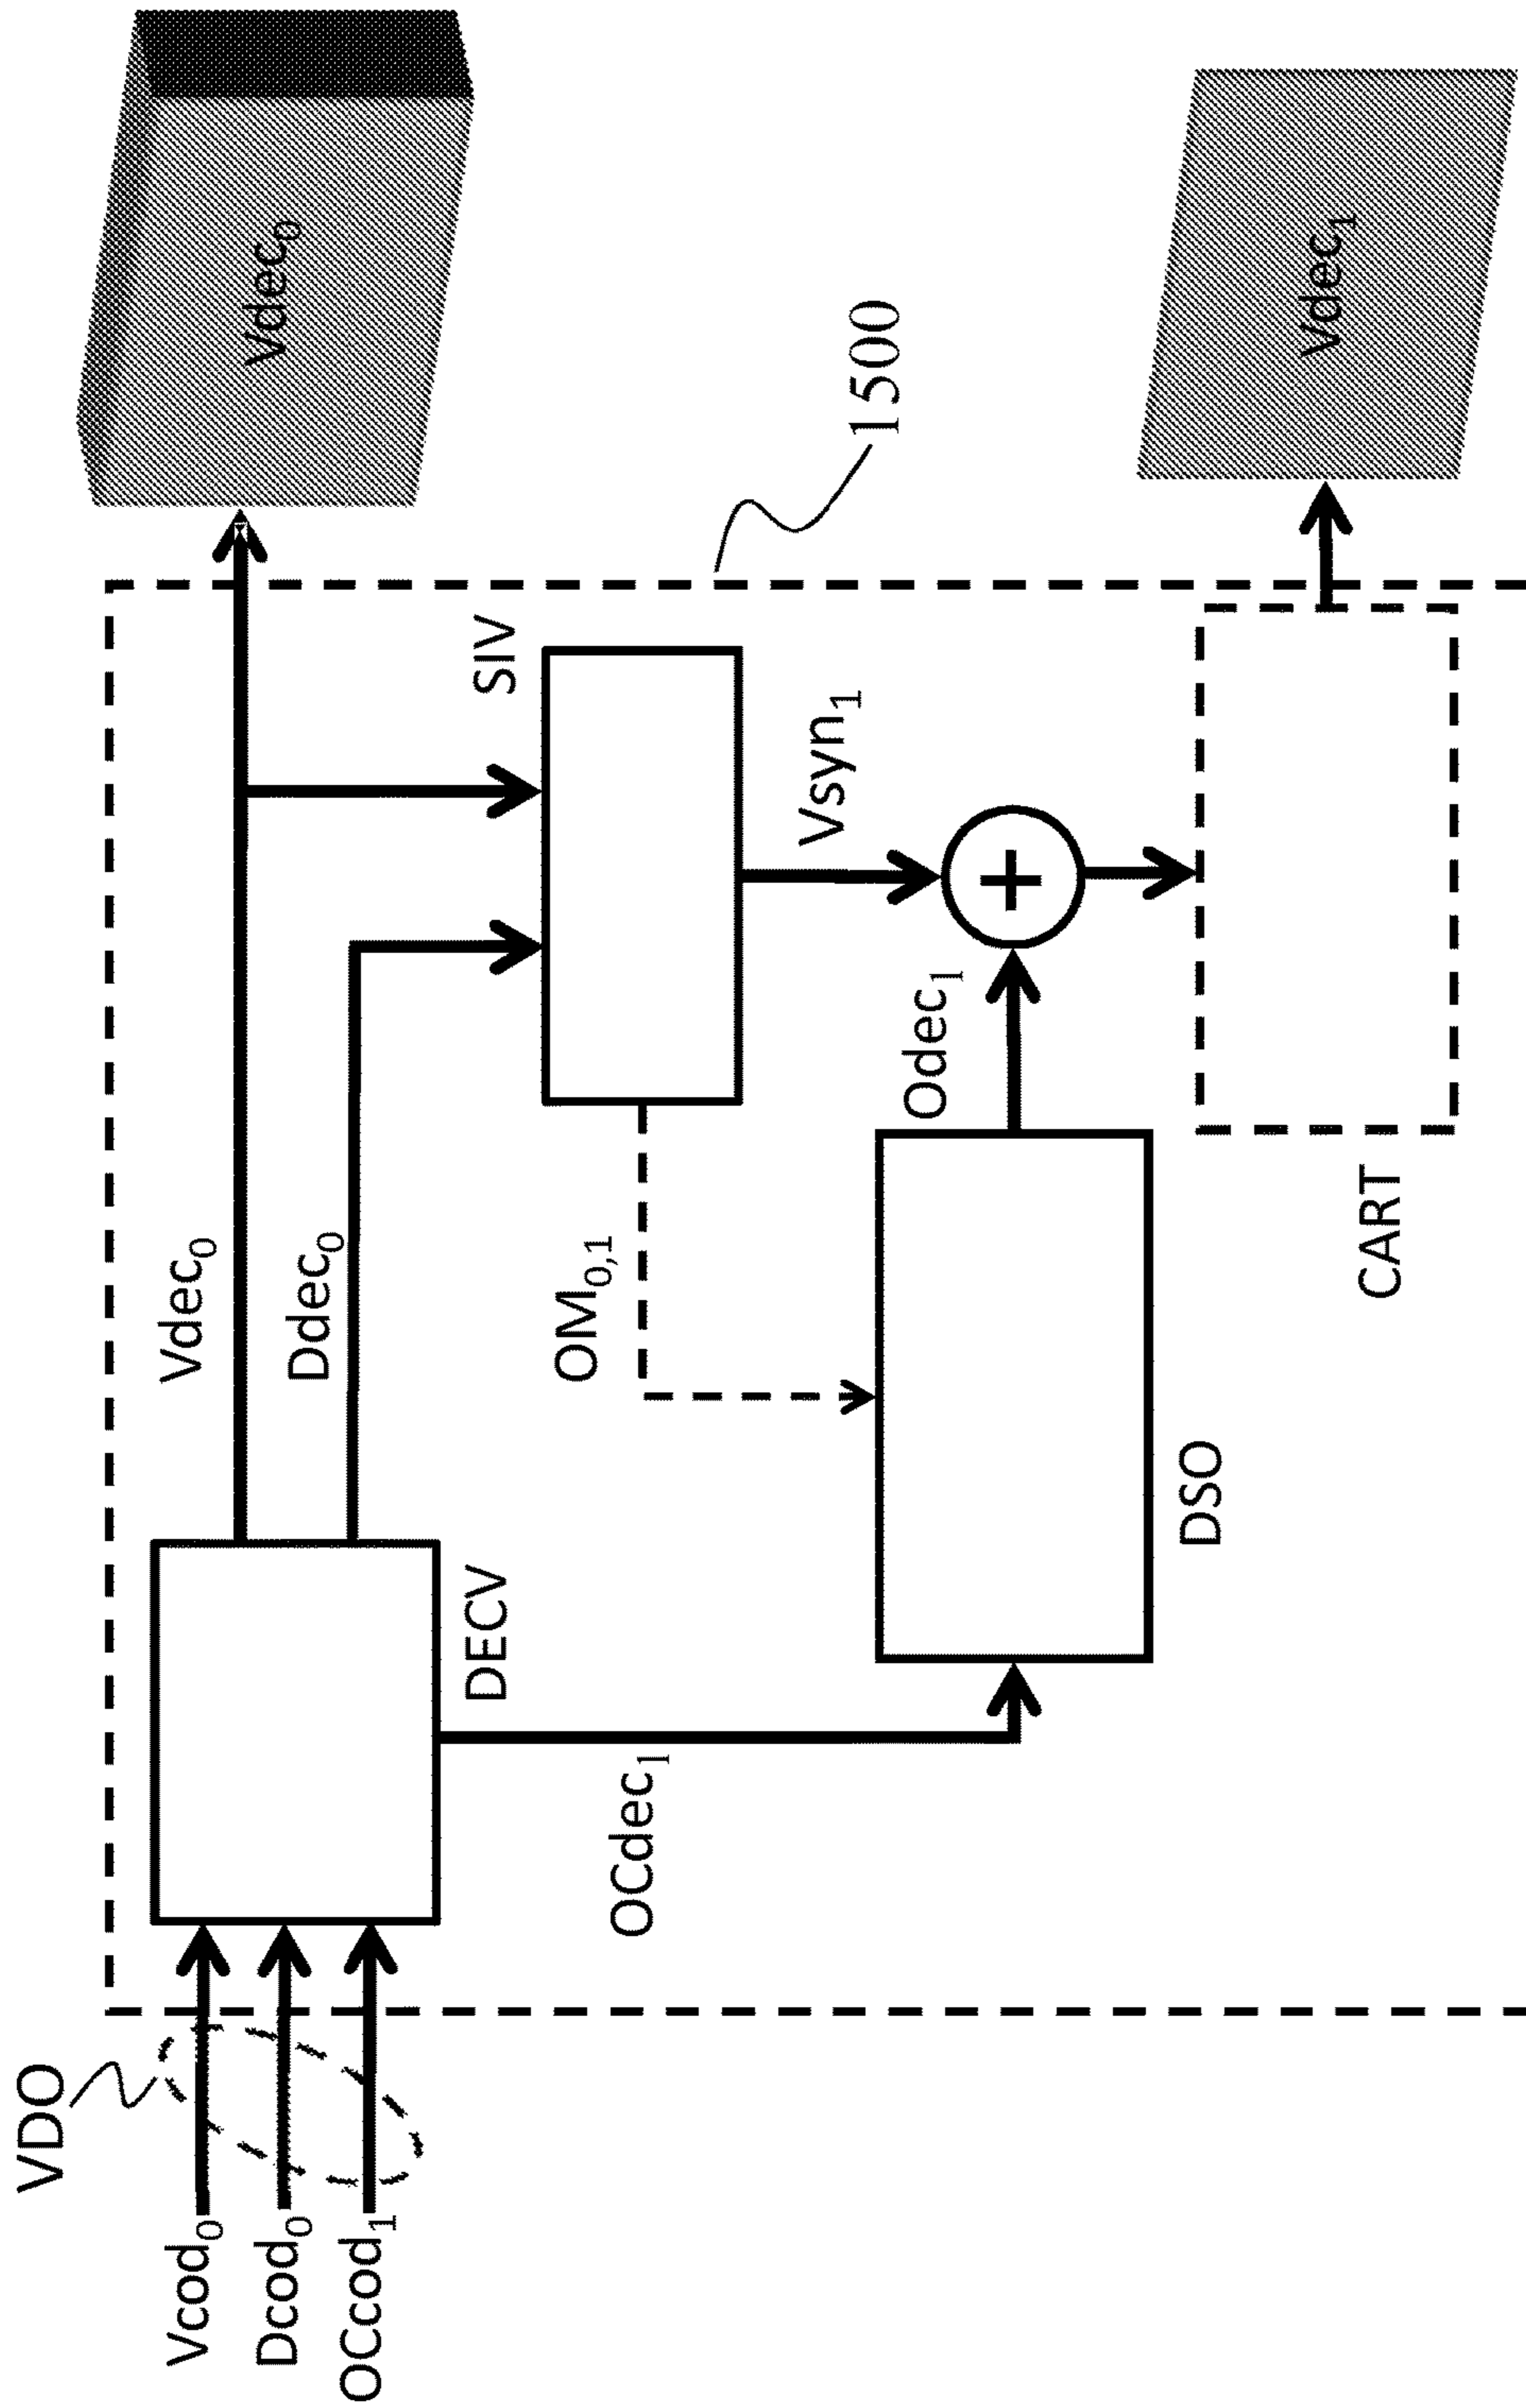 VDO
Vcod₀
Dcod₀
OCcod₁
DECV
Vdec₀
Ddec₀
OCdec₁
OM₀,₁
SIV
Vsyn₁
DSO
Odec₁
+
CART
1500
Vdec₀
Vdec₁